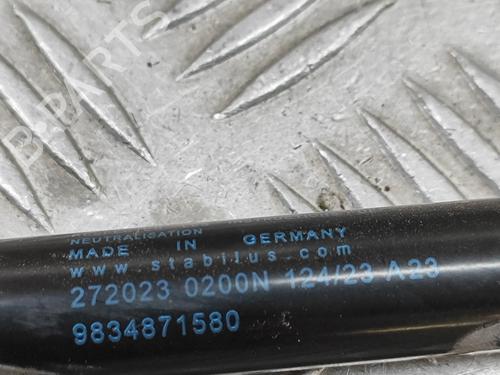 B-PARTS
NEUTRALISATION
MADE IN GERMANY
www.stabilus.com
272023 0200N 124/23 A23
9834871580